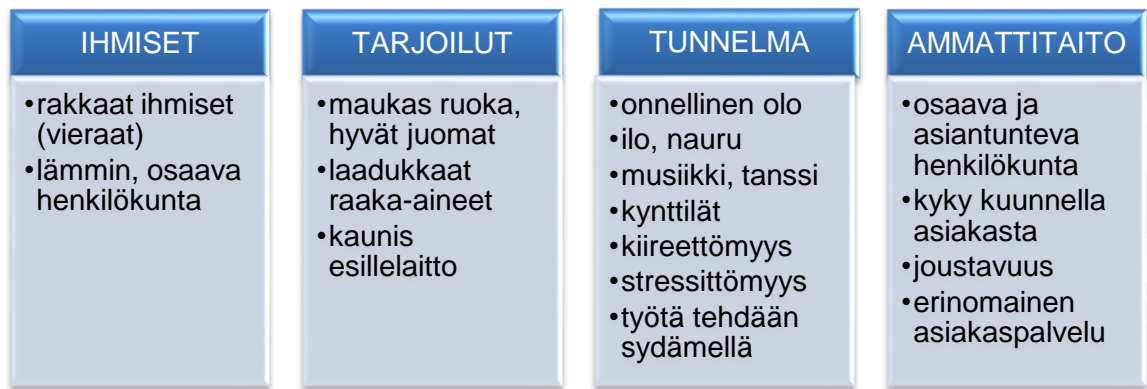 IHMISET
•rakkaat ihmiset
(vieraat)
•lämmin, osaava
henkilökunta
TARJOILUT
•maukas ruoka,
hyvät juomat
•laadukkaat
raaka-aineet
•kaunis
esillelaitto
TUNNELMA
•onnellinen olo
•ilo, nauru
•musiikki, tanssi
•kynttilät
•kiireettömyys
•stressittömyys
•työtä tehdään
sydämellä
AMMATTITAITO
•osaava ja
asiantunteva
henkilökunta
•kyky kuunnella
asiakasta
•joustavuus
•erinomainen
asiakaspalvelu